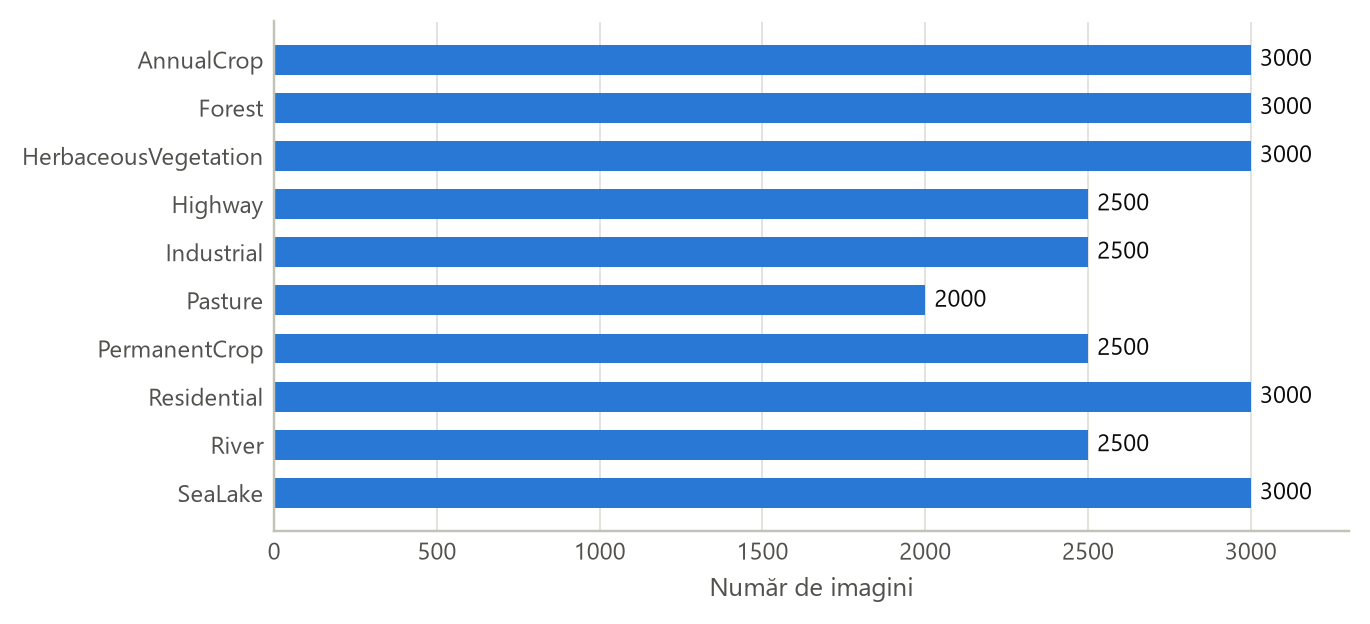 AnnualCrop 3000
Forest 3000
HerbaceousVegetation 3000
Highway 2500
Industrial 2500
Pasture 2000
PermanentCrop 2500
Residential 3000
River 2500
SeaLake 3000
0 500 1000 1500 2000 2500 3000
Număr de imagini